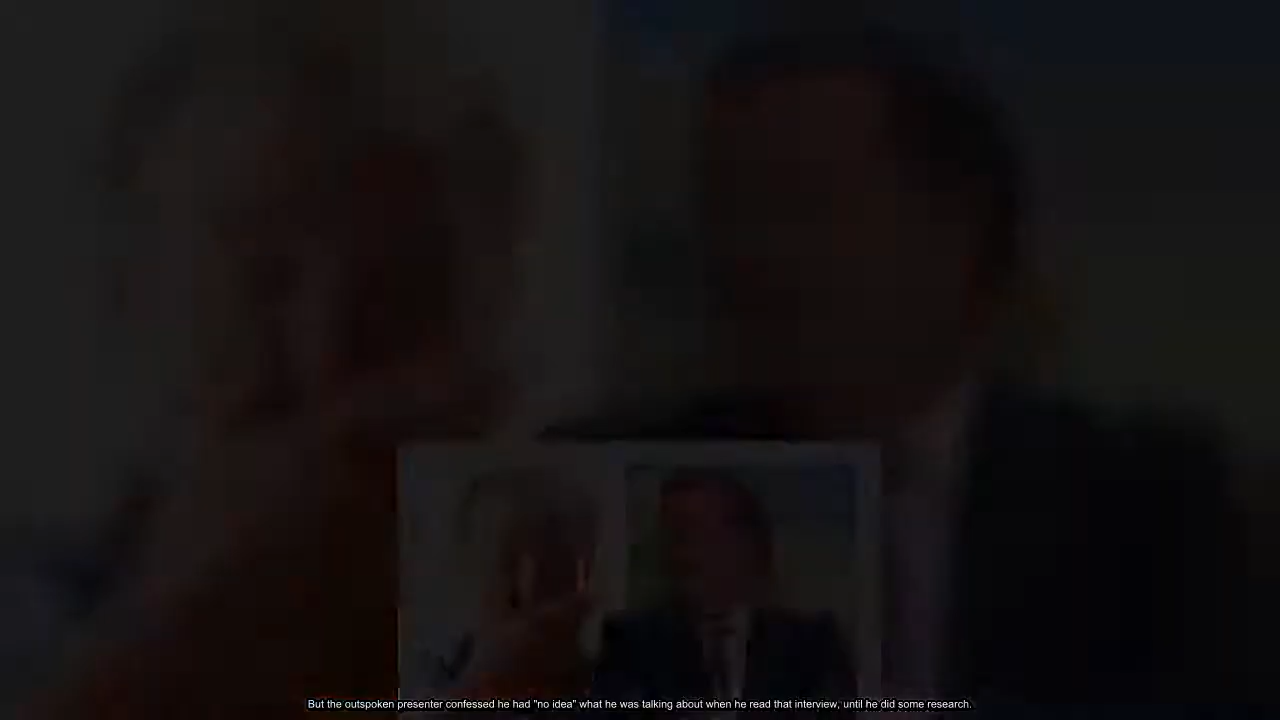 But the outspoken presenter confessed he had "no idea" what he was talking about when he read that interview, until he did some research.